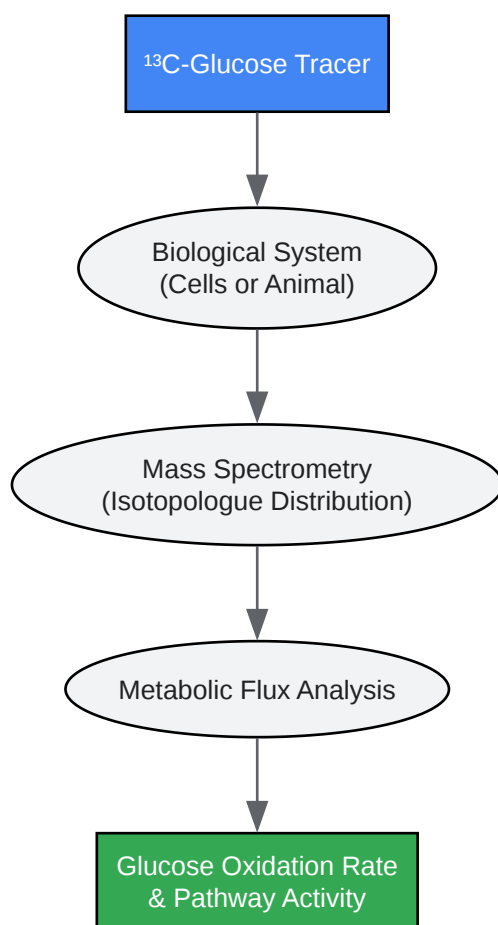 ¹³C-Glucose Tracer
Biological System
(Cells or Animal)
Mass Spectrometry
(Isotopologue Distribution)
Metabolic Flux Analysis
Glucose Oxidation Rate
& Pathway Activity